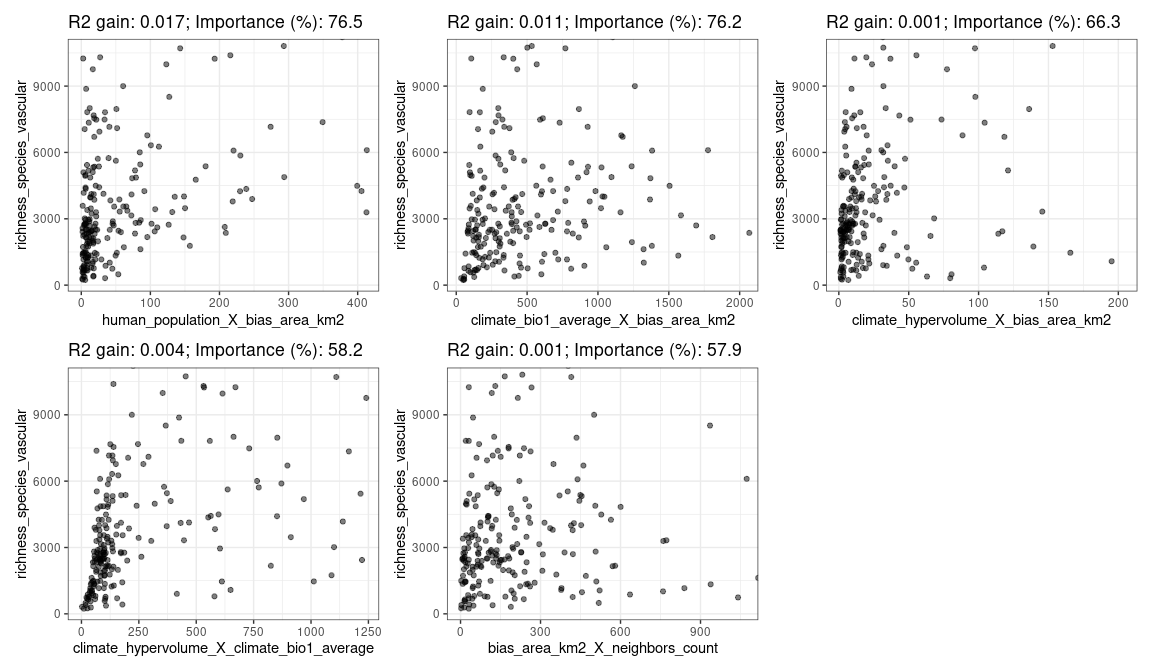 R2 gain: 0.017; Importance (%): 76.5
richness_species_vascular
9000
6000
3000
0
0 100 200 300 400
human_population_X_bias_area_km2
R2 gain: 0.011; Importance (%): 76.2
richness_species_vascular
9000
6000
3000
0
0 500 1000 1500 2000
climate_bio1_average_X_bias_area_km2
R2 gain: 0.001; Importance (%): 66.3
richness_species_vascular
9000
6000
3000
0
0 50 100 150 200
climate_hypervolume_X_bias_area_km2
R2 gain: 0.004; Importance (%): 58.2
richness_species_vascular
9000
6000
3000
0
0 250 500 750 1000 1250
climate_hypervolume_X_climate_bio1_average
R2 gain: 0.001; Importance (%): 57.9
richness_species_vascular
9000
6000
3000
0
0 300 600 900
bias_area_km2_X_neighbors_count